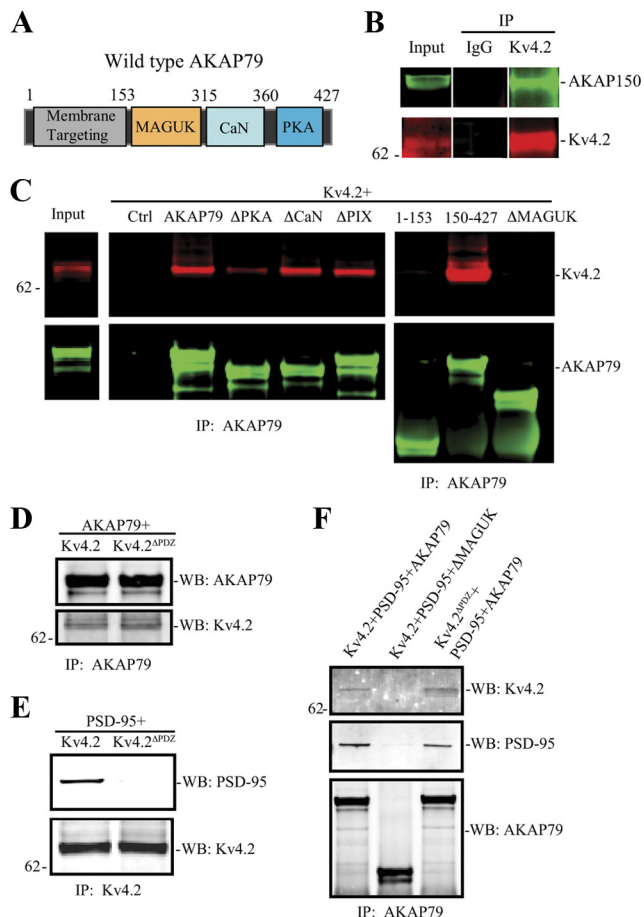 A
Wild type AKAP79
1 153 315 360 427
Membrane
Targeting
MAGUK
CaN
PKA
B
IP
Input IgG Kv4.2
-AKAP150
-Kv4.2
62 -
C
Kv4.2+
Input Ctrl AKAP79 ΔPKA ΔCaN ΔPIX 1-153 150-427 ΔMAGUK
62 -
-Kv4.2
-AKAP79
IP: AKAP79
IP: AKAP79
D
AKAP79+
Kv4.2 Kv4.2ΔPDZ
-WB: AKAP79
-WB: Kv4.2
62-
IP: AKAP79
E
PSD-95+
Kv4.2 Kv4.2ΔPDZ
-WB: PSD-95
-WB: Kv4.2
62-
IP: Kv4.2
F
Kv4.2+PSD-95+AKAP79
Kv4.2+PSD-95+ΔMAGUK
Kv4.2ΔPDZ+
PSD-95+AKAP79
-WB: Kv4.2
62-
-WB: PSD-95
-WB: AKAP79
IP: AKAP79